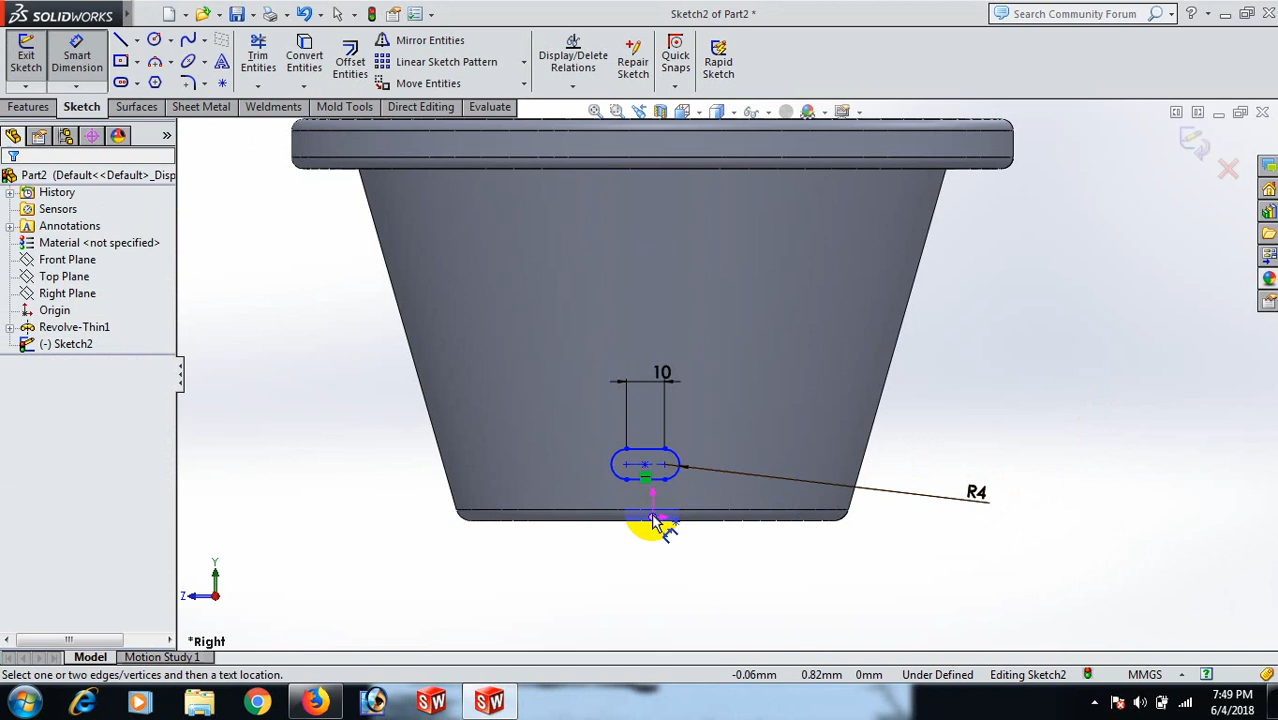 SOLIDWORKS
Sketch2 of Part2 *
Search Community Forum
Exit Sketch
Smart Dimension
Trim Entities
Convert Entities
Offset Entities
Mirror Entities
Linear Sketch Pattern
Move Entities
Display/Delete Relations
Repair Sketch
Quick Snaps
Rapid Sketch
Features Sketch Surfaces Sheet Metal Weldments Mold Tools Direct Editing Evaluate
Part2 (Default<<Default>_Disp
History
Sensors
Annotations
Material <not specified>
Front Plane
Top Plane
Right Plane
Origin
Revolve-Thin1
(-) Sketch2
10
R4
Y
Z
*Right
Model Motion Study 1
Select one or two edges/vertices and then a text location. -0.06mm 0.82mm 0mm Under Defined Editing Sketch2 MMGS
7:49 PM
6/4/2018